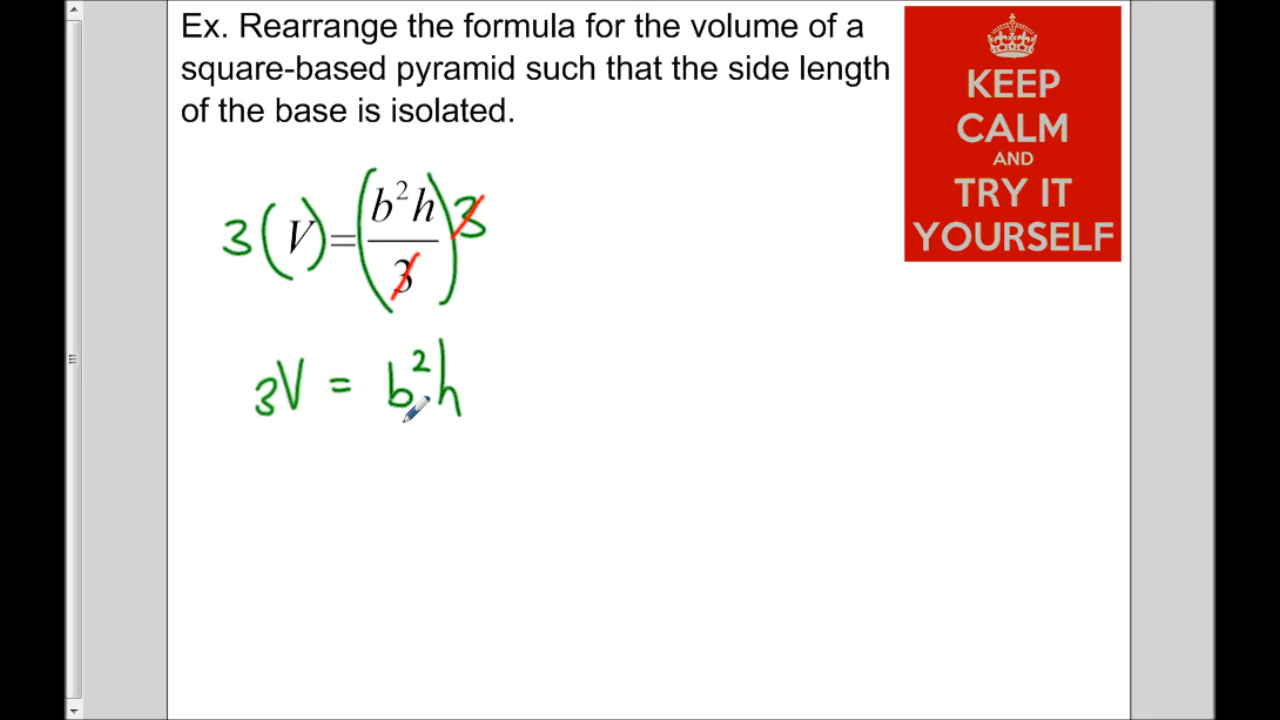 Ex. Rearrange the formula for the volume of a
square-based pyramid such that the side length
of the base is isolated.
KEEP
CALM
AND
TRY IT
YOURSELF
3(V)=(b²h/3)3
3V = b²h